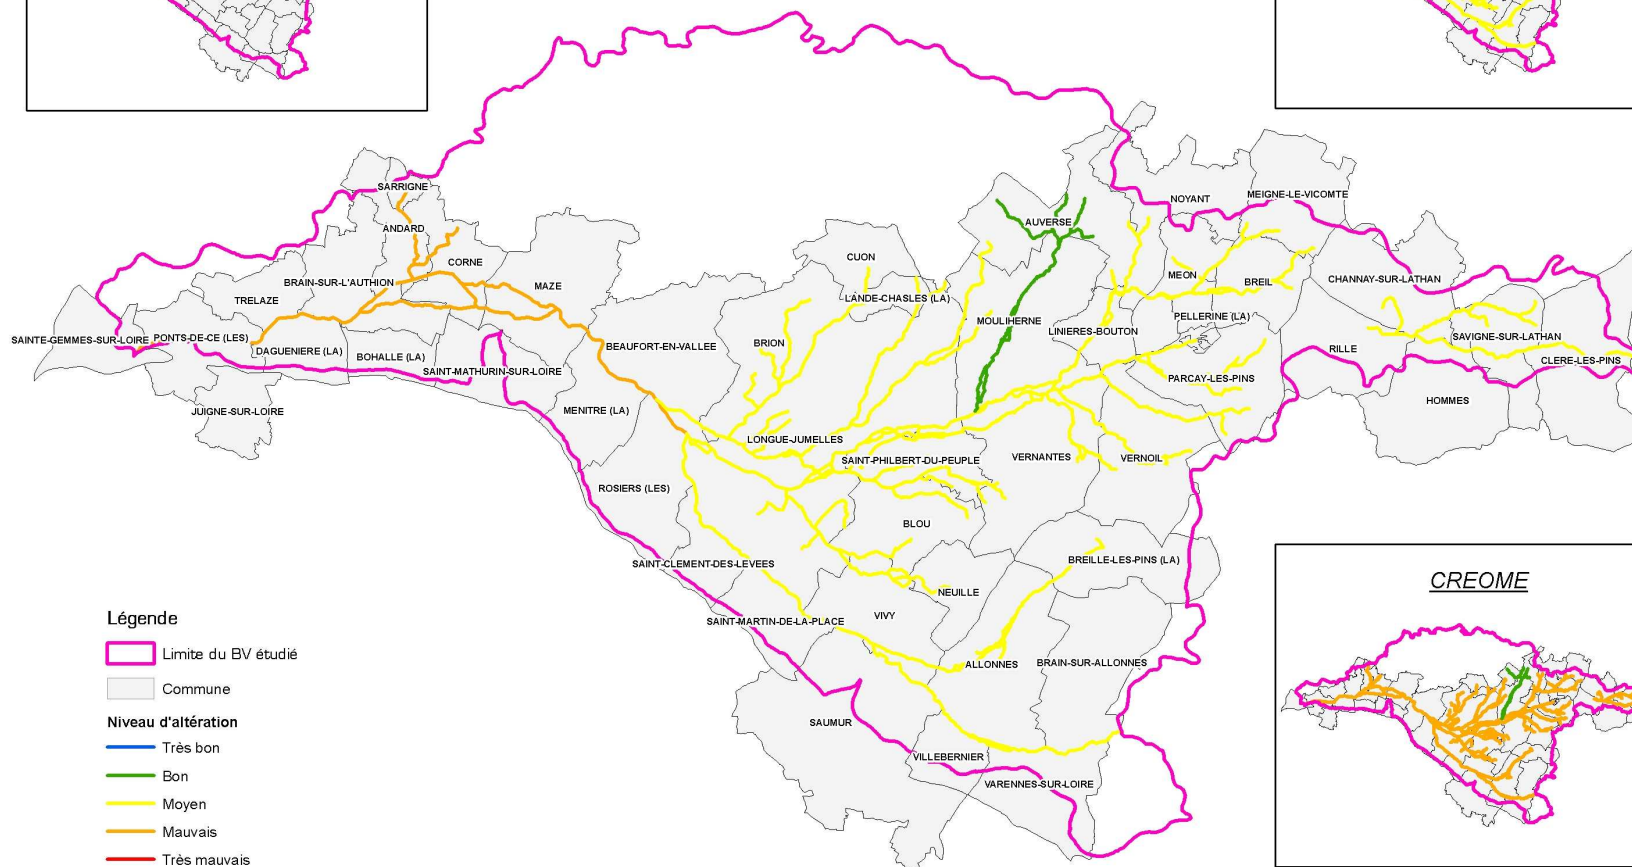 SARRIGNE
NOYANT
MEIGNE-LE-VICOMTE
AUVERSE
ANDARD
CUON
CORNE
MEON
CHANNAY-SUR-LATHAN
BRAIN-SUR-L'AUTHION
BREIL
MAZE
TRELAZE
LANDE-CHASLES (LA)
PELLERINE (LA)
MOULIHERNE
LINIERES-BOUTON
SAINTE-GEMMES-SUR-LOIRE
PONTS-DE-CE (LES)
SAVIGNE-SUR-LATHAN
BRION
BEAUFORT-EN-VALLEE
DAGUENIERE (LA)
RILLE
BOHALLE (LA)
CLERE-LES-PINS
SAINT-MATHURIN-SUR-LOIRE
PARCAY-LES-PINS
HOMMES
JUIGNE-SUR-LOIRE
MENITRE (LA)
LONGUE-JUMELLES
SAINT-PHILBERT-DU-PEUPLE
VERNANTES
VERNOIL
ROSIERS (LES)
BLOU
BREILLE-LES-PINS (LA)
SAINT-CLEMENT-DES-LEVEES
NEUILLE
VIVY
SAINT-MARTIN-DE-LA-PLACE
ALLONNES
BRAIN-SUR-ALLONNES
SAUMUR
VILLEBERNIER
VARENNES-SUR-LOIRE
CREOME
Légende
Limite du BV étudié
Commune
Niveau d'altération
Très bon
Bon
Moyen
Mauvais
Très mauvais